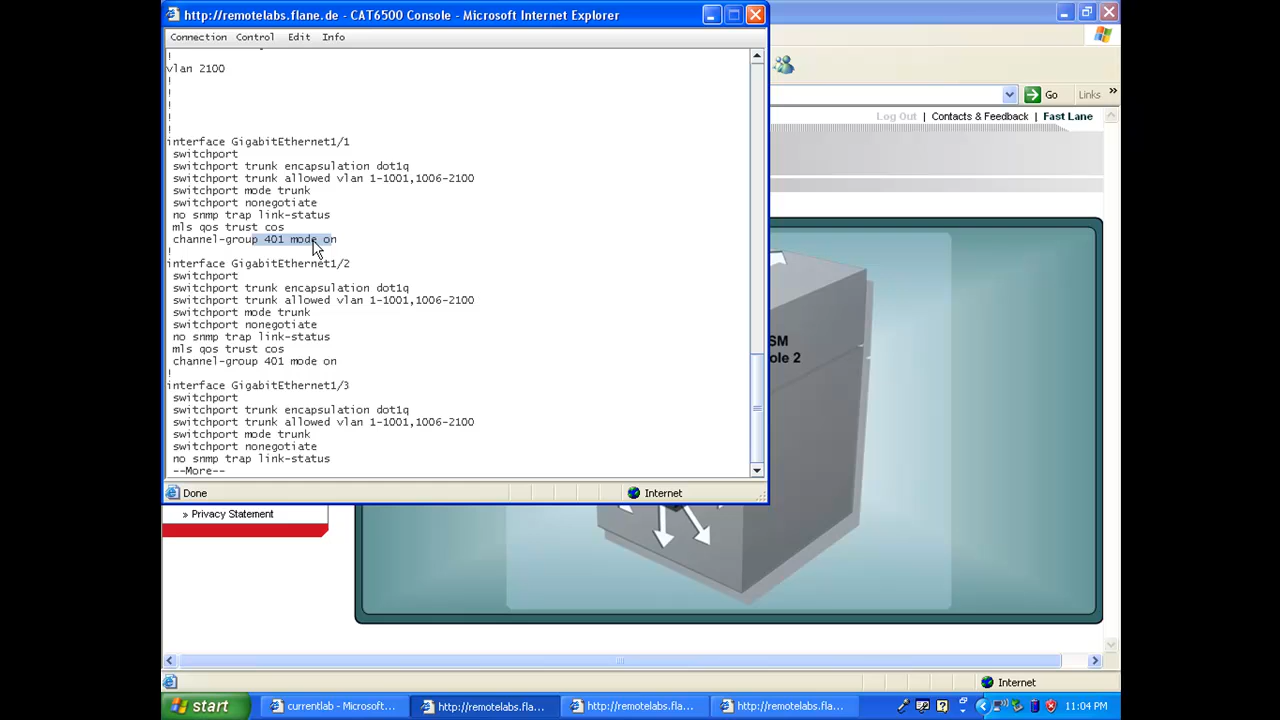 http://remotelabs.flane.de - CAT6500 Console - Microsoft Internet Explorer
Connection Control Edit Info
!
vlan 2100
!
!
!
!
!
interface GigabitEthernet1/1
switchport
switchport trunk encapsulation dot1q
switchport trunk allowed vlan 1-1001,1006-2100
switchport mode trunk
switchport nonegotiate
no snmp trap link-status
mls qos trust cos
channel-group 401 mode on
!
interface GigabitEthernet1/2
switchport
switchport trunk encapsulation dot1q
switchport trunk allowed vlan 1-1001,1006-2100
switchport mode trunk
switchport nonegotiate
no snmp trap link-status
mls qos trust cos
channel-group 401 mode on
!
interface GigabitEthernet1/3
switchport
switchport trunk encapsulation dot1q
switchport trunk allowed vlan 1-1001,1006-2100
switchport mode trunk
switchport nonegotiate
no snmp trap link-status
--More--
Done Internet
Go Links »
Log Out | Contacts & Feedback | Fast Lane
SM
ole 2
» Privacy Statement
Internet
start currentlab - Microsoft... http://remotelabs.fla... http://remotelabs.fla... http://remotelabs.fla... 11:04 PM